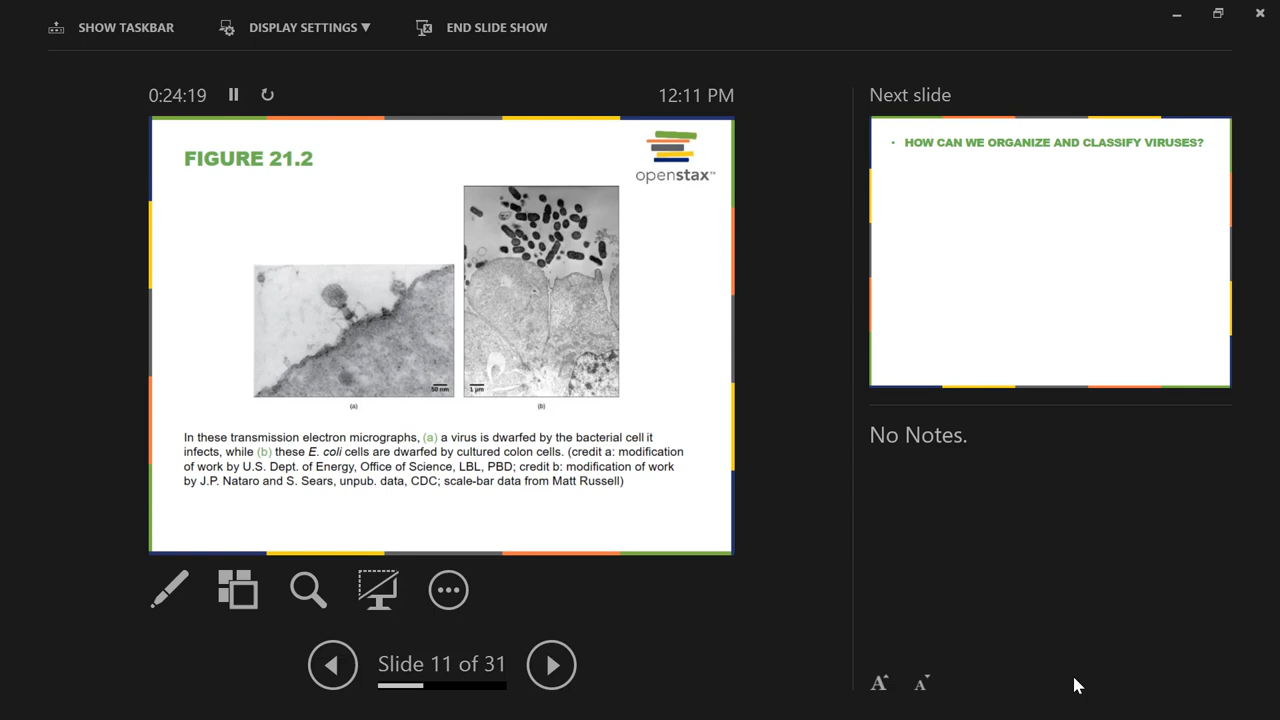 SHOW TASKBAR
DISPLAY SETTINGS ▼
END SLIDE SHOW
0:24:19
12:11 PM
Next slide
FIGURE 21.2
openstax™
50 nm
1 µm
(a)
(b)
In these transmission electron micrographs, (a) a virus is dwarfed by the bacterial cell it
infects, while (b) these E. coli cells are dwarfed by cultured colon cells. (credit a: modification
of work by U.S. Dept. of Energy, Office of Science, LBL, PBD; credit b: modification of work
by J.P. Nataro and S. Sears, unpub. data, CDC; scale-bar data from Matt Russell)
• HOW CAN WE ORGANIZE AND CLASSIFY VIRUSES?
No Notes.
Slide 11 of 31
A A